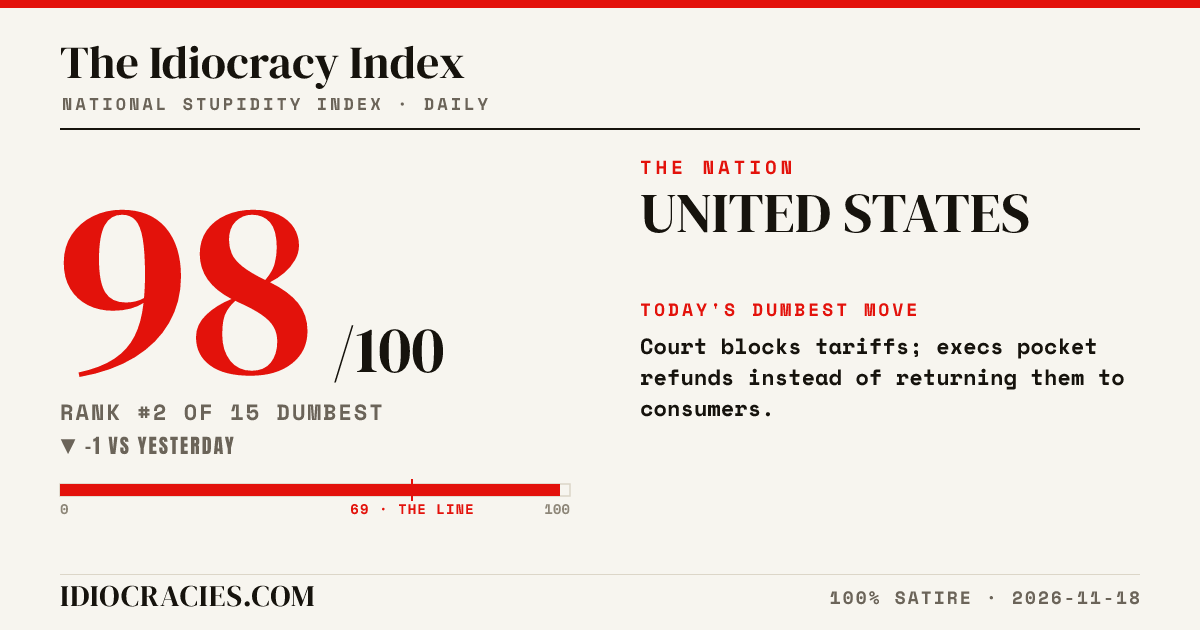 The Idiocracy Index
NATIONAL STUPIDITY INDEX · DAILY
98 /100
RANK #2 OF 15 DUMBEST
▼ -1 VS YESTERDAY
0
69 · THE LINE
100
THE NATION
UNITED STATES
TODAY'S DUMBEST MOVE
Court blocks tariffs; execs pocket
refunds instead of returning them to
consumers.
IDIOCRACIES.COM
100% SATIRE · 2026-11-18